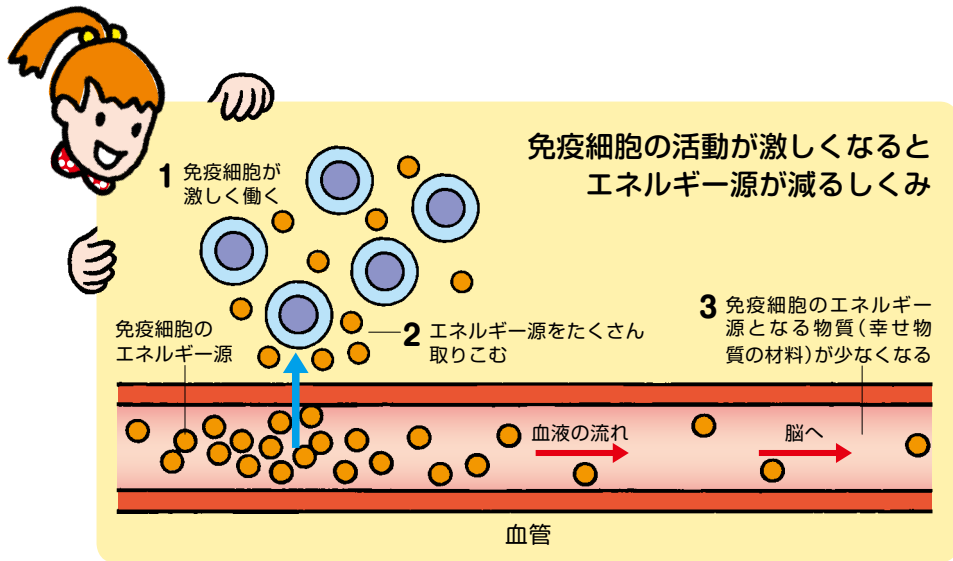 免疫細胞の活動が激しくなると
エネルギー源が減るしくみ
1 免疫細胞が
激しく働く
免疫細胞の
エネルギー源
2 エネルギー源をたくさん
取りこむ
3 免疫細胞のエネルギー
源となる物質(幸せ物
質の材料)が少なくなる
血液の流れ
脳へ
血管